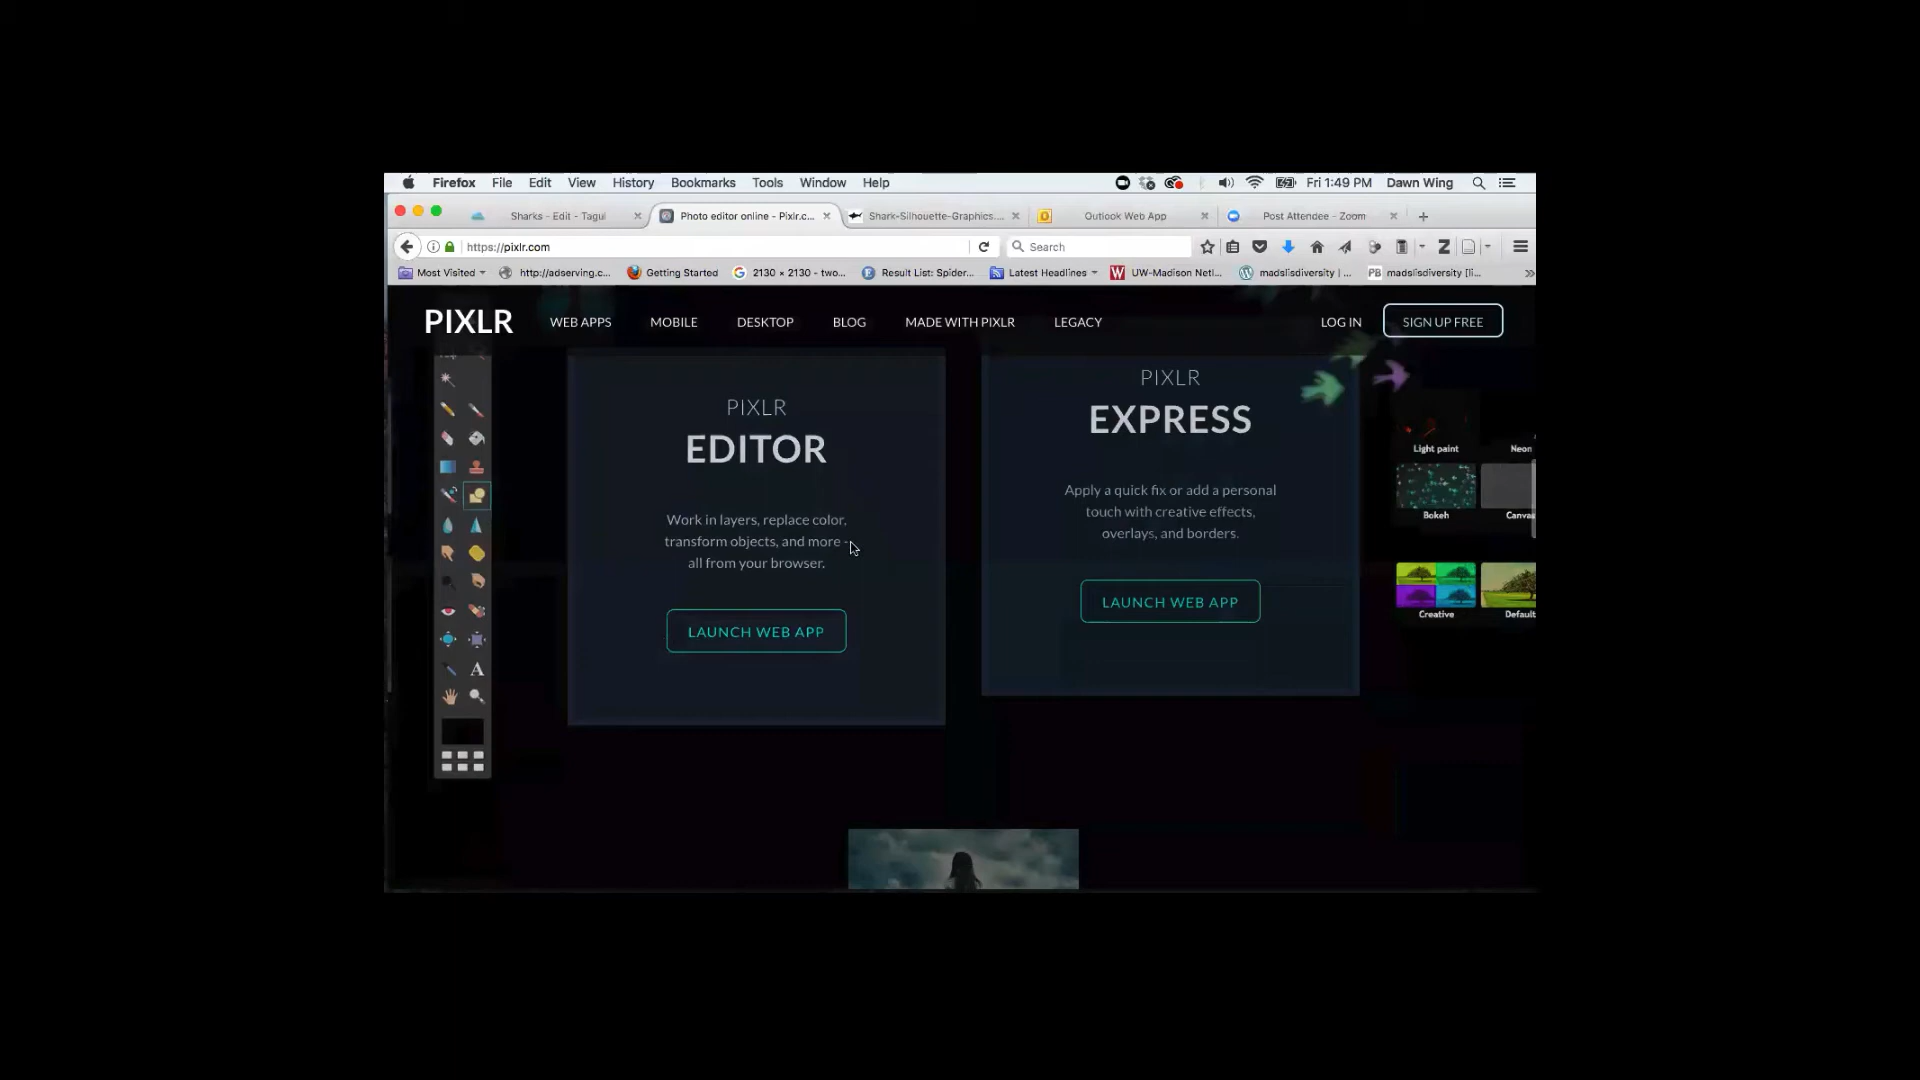 Firefox File Edit View History Bookmarks Tools Window Help Fri 1:49 PM Dawn Wing
Sharks - Edit - Tagul Photo editor online - Pixlr.c... Shark-Silhouette-Graphics.... Outlook Web App Post Attendee - Zoom
https://pixlr.com Search
Most Visited http://adserving.c... Getting Started 2130 × 2130 - two... Result List: Spider... Latest Headlines UW-Madison Netl... madslisdiversity | ... madslisdiversity [li...
PIXLR WEB APPS MOBILE DESKTOP BLOG MADE WITH PIXLR LEGACY LOG IN SIGN UP FREE
PIXLR
EDITOR
Work in layers, replace color,
transform objects, and more -
all from your browser.
LAUNCH WEB APP
PIXLR
EXPRESS
Apply a quick fix or add a personal
touch with creative effects,
overlays, and borders.
LAUNCH WEB APP
Light paint Neon
Bokeh Canva
Creative Default